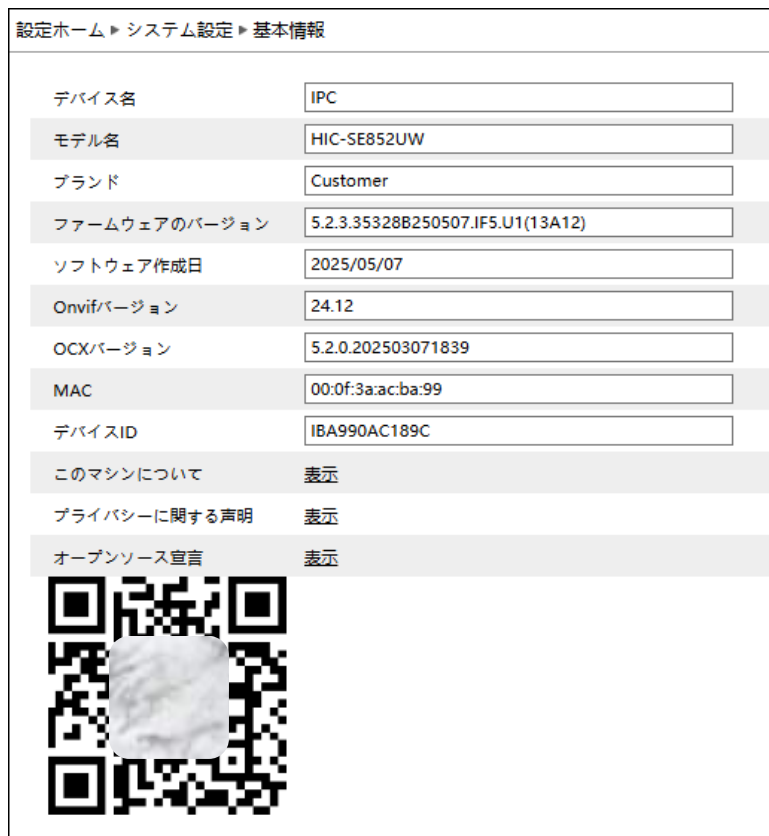 設定ホーム ▶ システム設定 ▶ 基本情報
デバイス名 IPC
モデル名 HIC-SE852UW
ブランド Customer
ファームウェアのバージョン 5.2.3.35328B250507.IF5.U1(13A12)
ソフトウェア作成日 2025/05/07
Onvifバージョン 24.12
OCXバージョン 5.2.0.202503071839
MAC 00:0f:3a:ac:ba:99
デバイスID IBA990AC189C
このマシンについて 表示
プライバシーに関する声明 表示
オープンソース宣言 表示